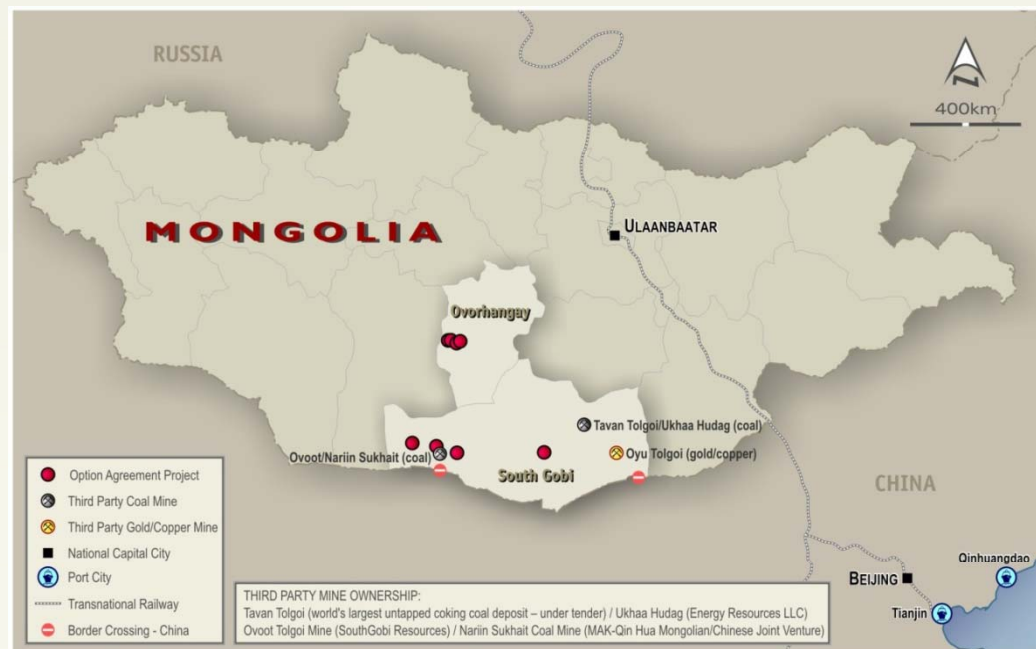 RUSSIA
400km
MONGOLIA
ULAANBAATAR
Ovorhangay
Tavan Tolgoi/Ukhaa Hudag (coal)
Ovoot/Nariin Sukhait (coal)
Oyu Tolgoi (gold/copper)
South Gobi
CHINA
Option Agreement Project
Third Party Coal Mine
Third Party Gold/Copper Mine
National Capital City
Port City
Transnational Railway
Border Crossing - China
Qinhuangdao
BEIJING
Tianjin
THIRD PARTY MINE OWNERSHIP:
Tavan Tolgoi (world's largest untapped coking coal deposit – under tender) / Ukhaa Hudag (Energy Resources LLC)
Ovoot Tolgoi Mine (SouthGobi Resources) / Nariin Sukhait Coal Mine (MAK-Qin Hua Mongolian/Chinese Joint Venture)